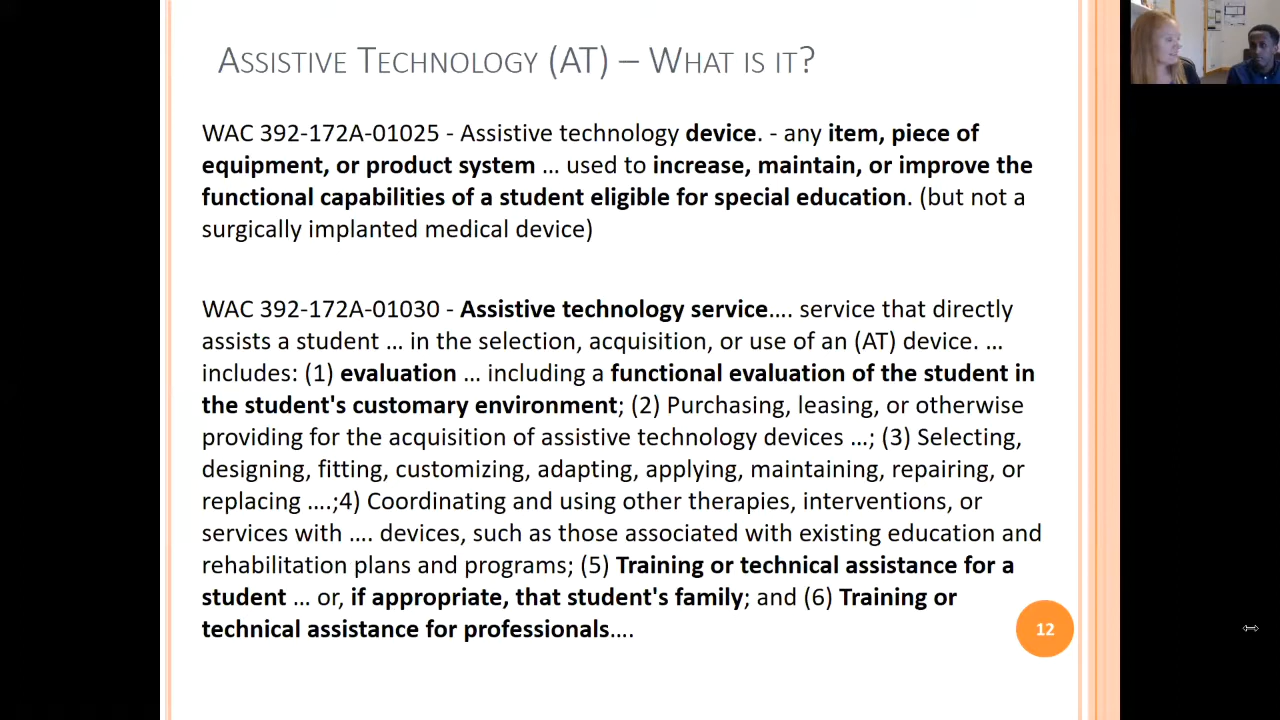 ASSISTIVE TECHNOLOGY (AT) – WHAT IS IT?
WAC 392-172A-01025 - Assistive technology device. - any item, piece of
equipment, or product system ... used to increase, maintain, or improve the
functional capabilities of a student eligible for special education. (but not a
surgically implanted medical device)
WAC 392-172A-01030 - Assistive technology service.... service that directly
assists a student ... in the selection, acquisition, or use of an (AT) device. ...
includes: (1) evaluation ... including a functional evaluation of the student in
the student's customary environment; (2) Purchasing, leasing, or otherwise
providing for the acquisition of assistive technology devices ...; (3) Selecting,
designing, fitting, customizing, adapting, applying, maintaining, repairing, or
replacing ....;4) Coordinating and using other therapies, interventions, or
services with .... devices, such as those associated with existing education and
rehabilitation plans and programs; (5) Training or technical assistance for a
student ... or, if appropriate, that student's family; and (6) Training or
technical assistance for professionals....
12